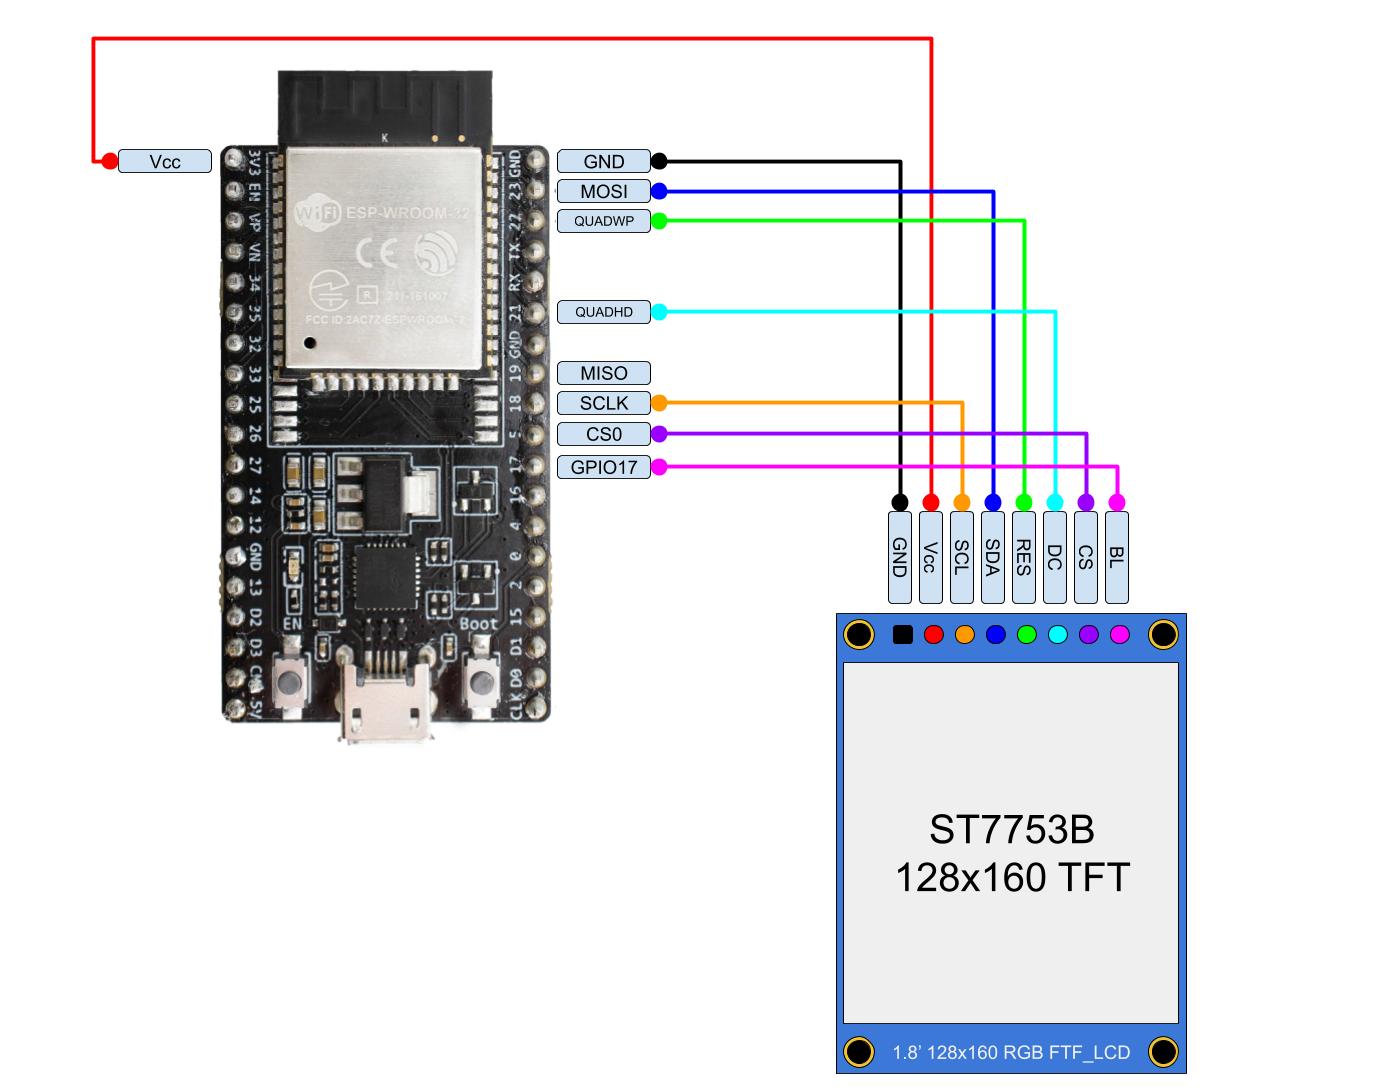 K
Vcc
3V3
EN
VP
VN
34
35
32
33
25
26
27
14
12
GND
13
D2
D3
5V
WiFi ESP-WROOM-32
CE
R 211-161007
FCC ID:2AC7Z-ESPWROOM32
EN
Boot
GND
23
22
TX
RX
21
GND
19
18
5
17
16
4
0
2
15
D1
D0
CLK
GND
MOSI
QUADWP
QUADHD
MISO
SCLK
CS0
GPIO17
GND
Vcc
SCL
SDA
RES
DC
CS
BL
ST7753B
128x160 TFT
1.8' 128x160 RGB FTF_LCD